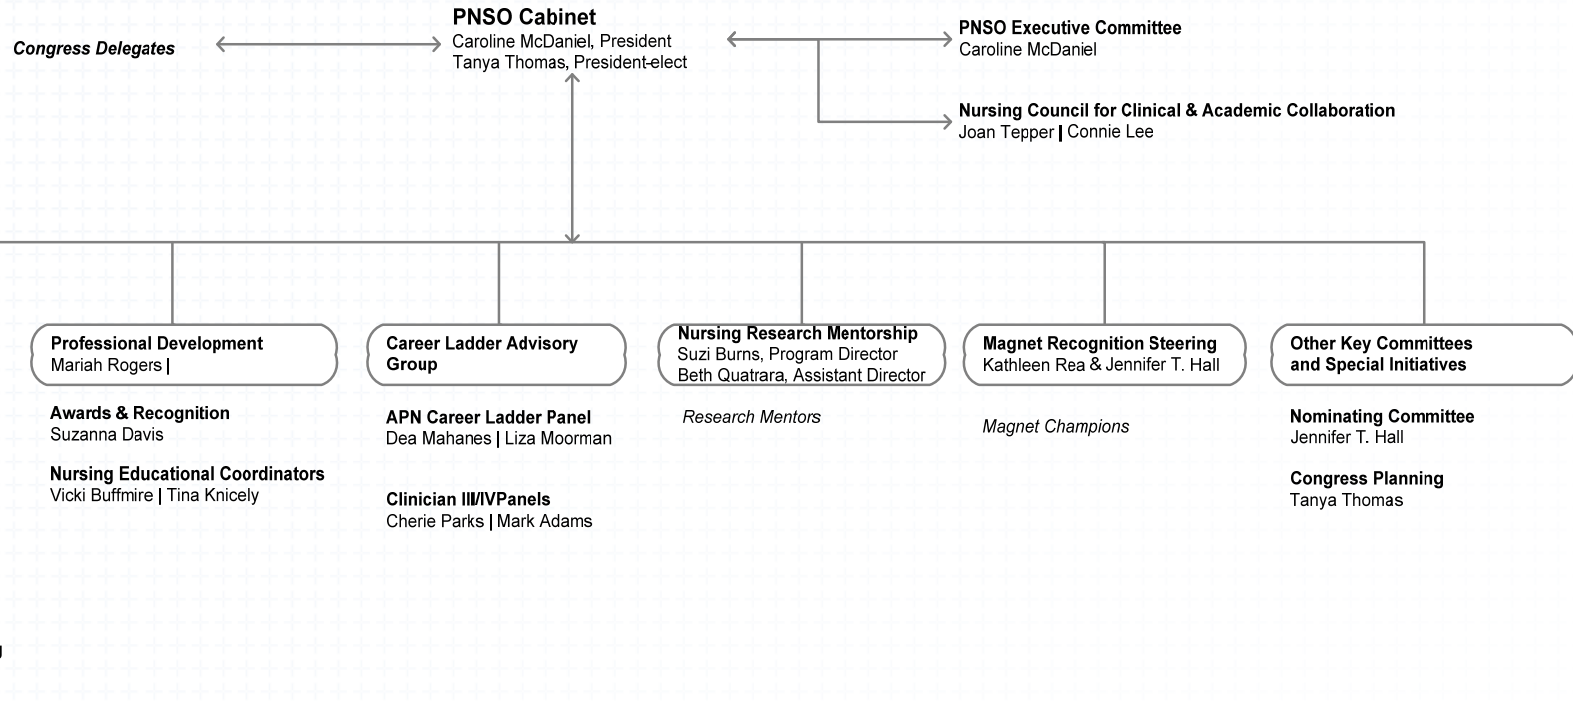 Congress Delegates
PNSO Cabinet
Caroline McDaniel, President
Tanya Thomas, President-elect
PNSO Executive Committee
Caroline McDaniel
Nursing Council for Clinical & Academic Collaboration
Joan Tepper | Connie Lee
Professional Development
Mariah Rogers |
Awards & Recognition
Suzanna Davis
Nursing Educational Coordinators
Vicki Buffmire | Tina Knicely
Career Ladder Advisory
Group
APN Career Ladder Panel
Dea Mahanes | Liza Moorman
Clinician III/IVPanels
Cherie Parks | Mark Adams
Nursing Research Mentorship
Suzi Burns, Program Director
Beth Quatrara, Assistant Director
Research Mentors
Magnet Recognition Steering
Kathleen Rea & Jennifer T. Hall
Magnet Champions
Other Key Committees
and Special Initiatives
Nominating Committee
Jennifer T. Hall
Congress Planning
Tanya Thomas